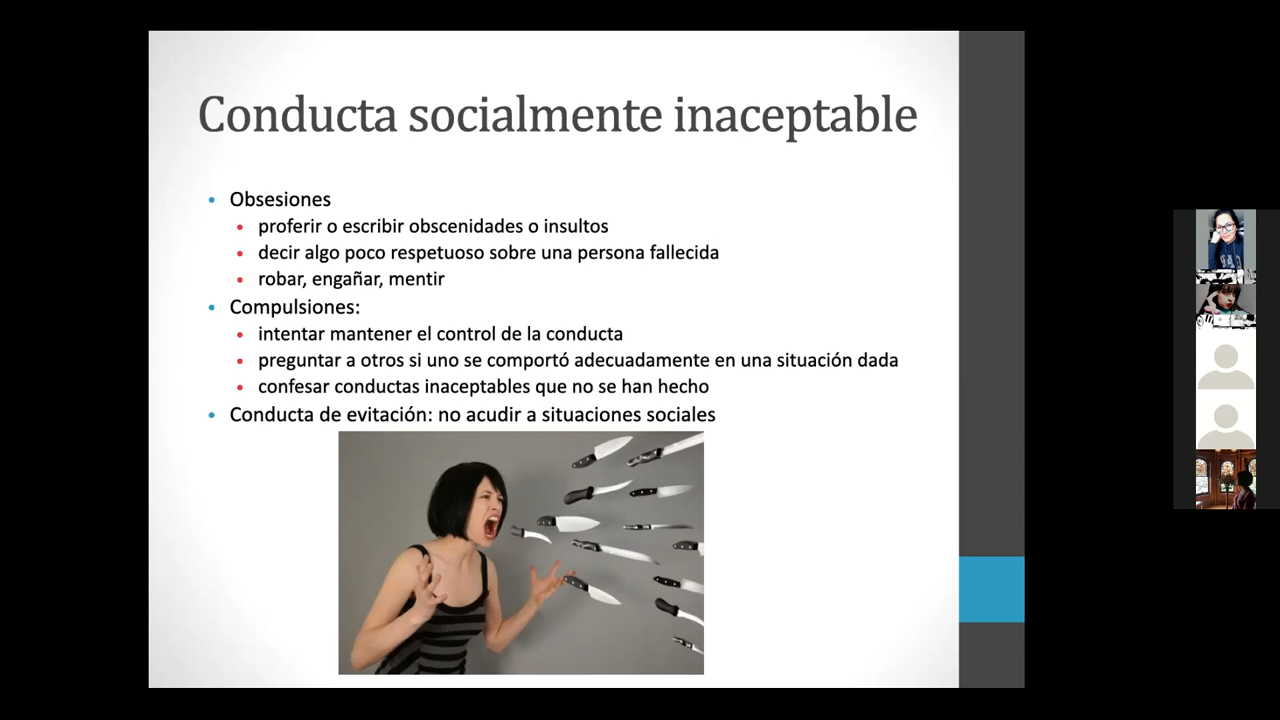 Conducta socialmente inaceptable
Obsesiones
proferir o escribir obscenidades o insultos
decir algo poco respetuoso sobre una persona fallecida
robar, engañar, mentir
Compulsiones:
intentar mantener el control de la conducta
preguntar a otros si uno se comportó adecuadamente en una situación dada
confesar conductas inaceptables que no se han hecho
Conducta de evitación: no acudir a situaciones sociales